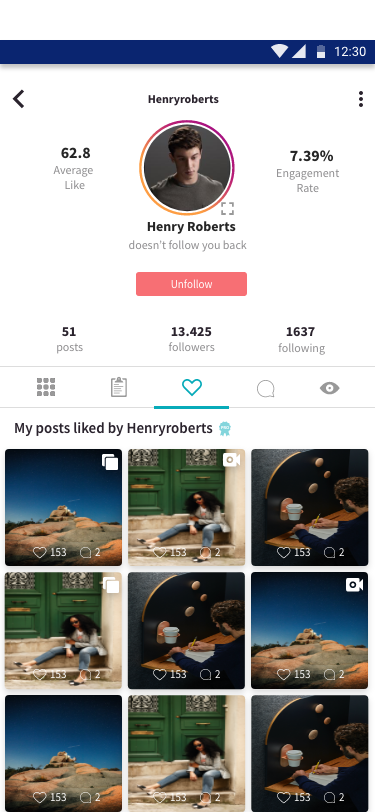 12:30
Henryroberts
62.8
Average
Like
7.39%
Engagement
Rate
Henry Roberts
doesn't follow you back
Unfollow
51
posts
13.425
followers
1637
following
My posts liked by Henryroberts
153 2
153 2
153 2
153 2
153 2
153 2
153 2
153 2
153 2